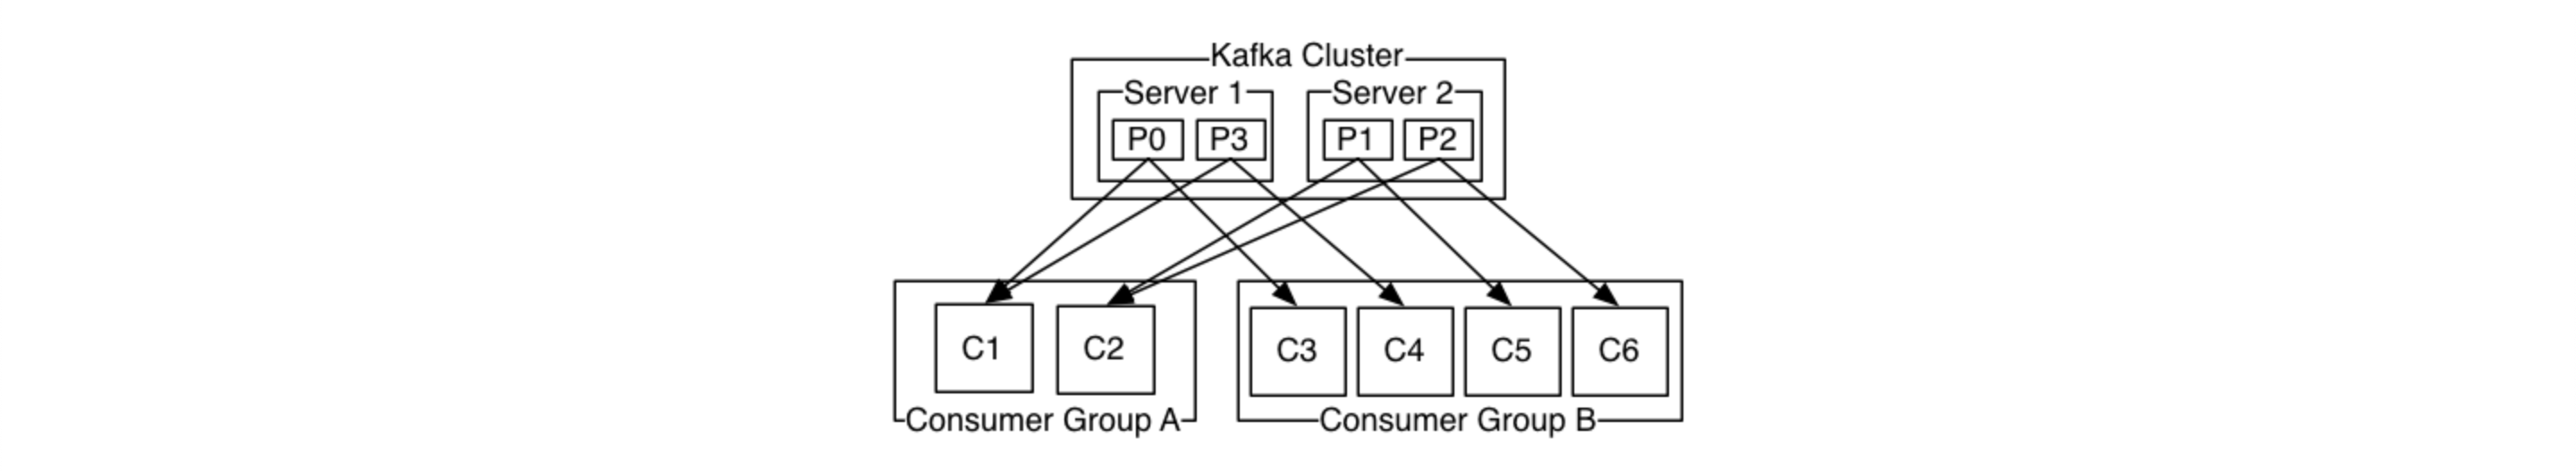 Kafka Cluster
Server 1 Server 2
P0 P3 P1 P2
C1 C2 C3 C4 C5 C6
Consumer Group A Consumer Group B